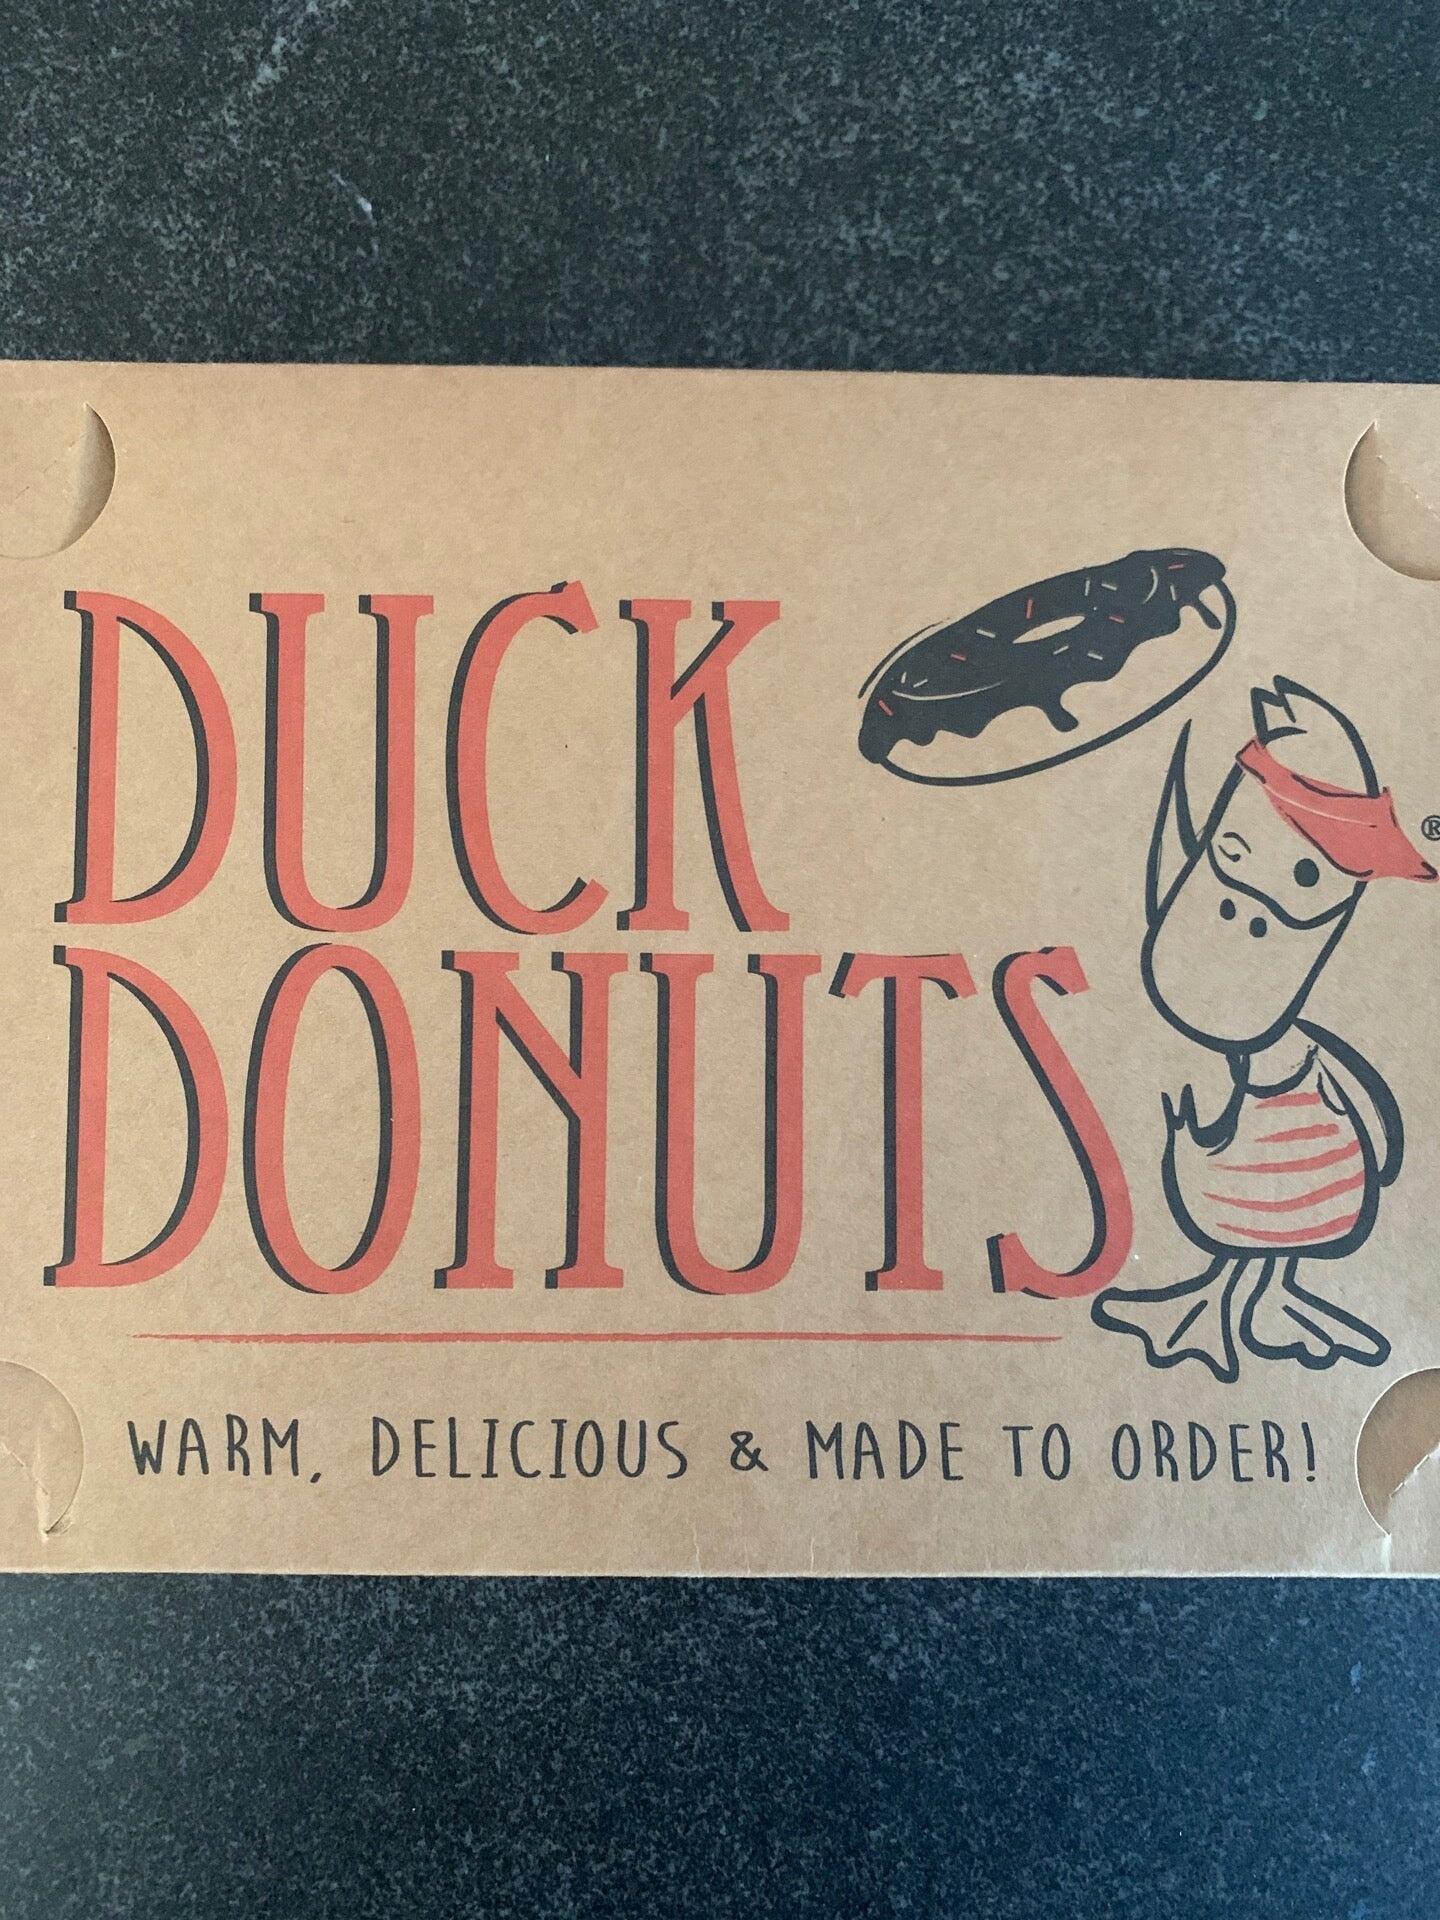 DUCK
DONUTS
®
WARM, DELICIOUS & MADE TO ORDER!